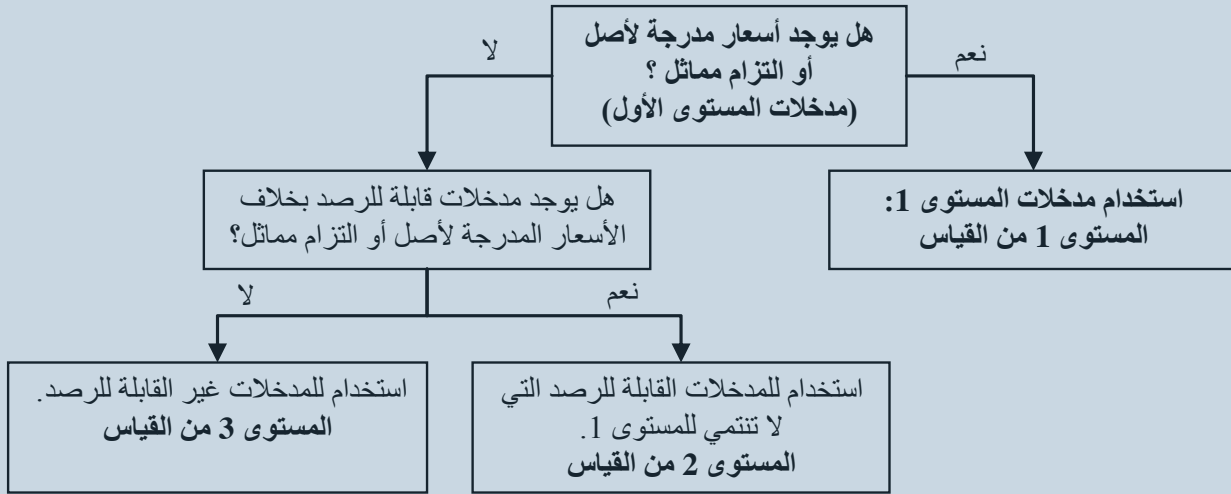 هل يوجد أسعار مدرجة لأصل
أو التزام مماثل ؟
(مدخلات المستوى الأول)
نعم
لا
استخدام مدخلات المستوى 1:
المستوى 1 من القياس
هل يوجد مدخلات قابلة للرصد بخلاف
الأسعار المدرجة لأصل أو التزام مماثل؟
نعم
لا
استخدام للمدخلات القابلة للرصد التي
لا تنتمي للمستوى 1.
المستوى 2 من القياس
استخدام للمدخلات غير القابلة للرصد.
المستوى 3 من القياس